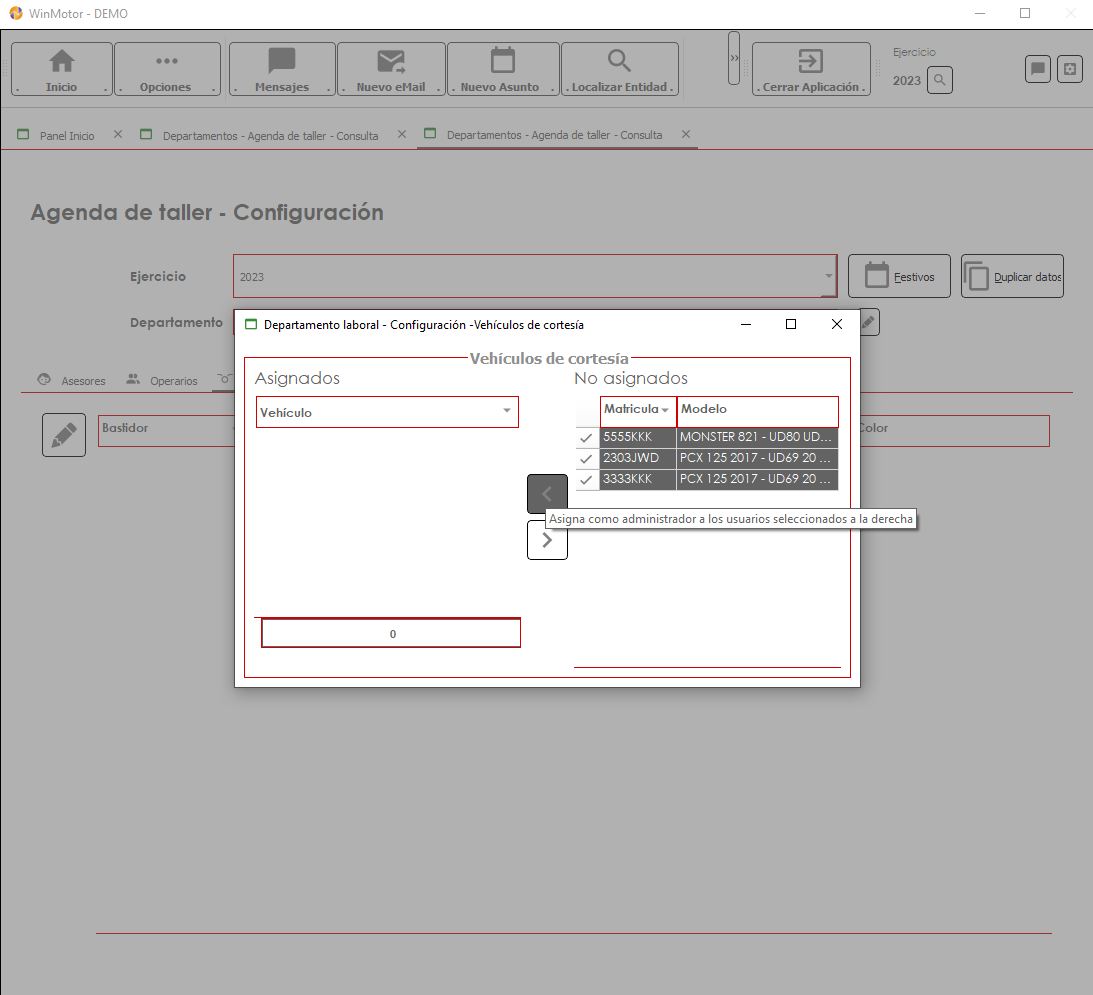 WinMotor - DEMO
. Inicio .
. Opciones .
. Mensajes .
. Nuevo eMail .
. Nuevo Asunto .
. Localizar Entidad .
. Cerrar Aplicación .
Ejercicio
2023
Panel Inicio
Departamentos - Agenda de taller - Consulta
Departamentos - Agenda de taller - Consulta
Agenda de taller - Configuración
Ejercicio
2023
Festivos
Duplicar datos
Departamento
Departamento laboral - Configuración -Vehículos de cortesía
Asesores
Operarios
Bastidor
Color
Vehículos de cortesía
Asignados
No asignados
Vehículo
Matricula Modelo
5555KKK MONSTER 821 - UD80 UD...
2303JWD PCX 125 2017 - UD69 20 ...
3333KKK PCX 125 2017 - UD69 20 ...
Asigna como administrador a los usuarios seleccionados a la derecha
0